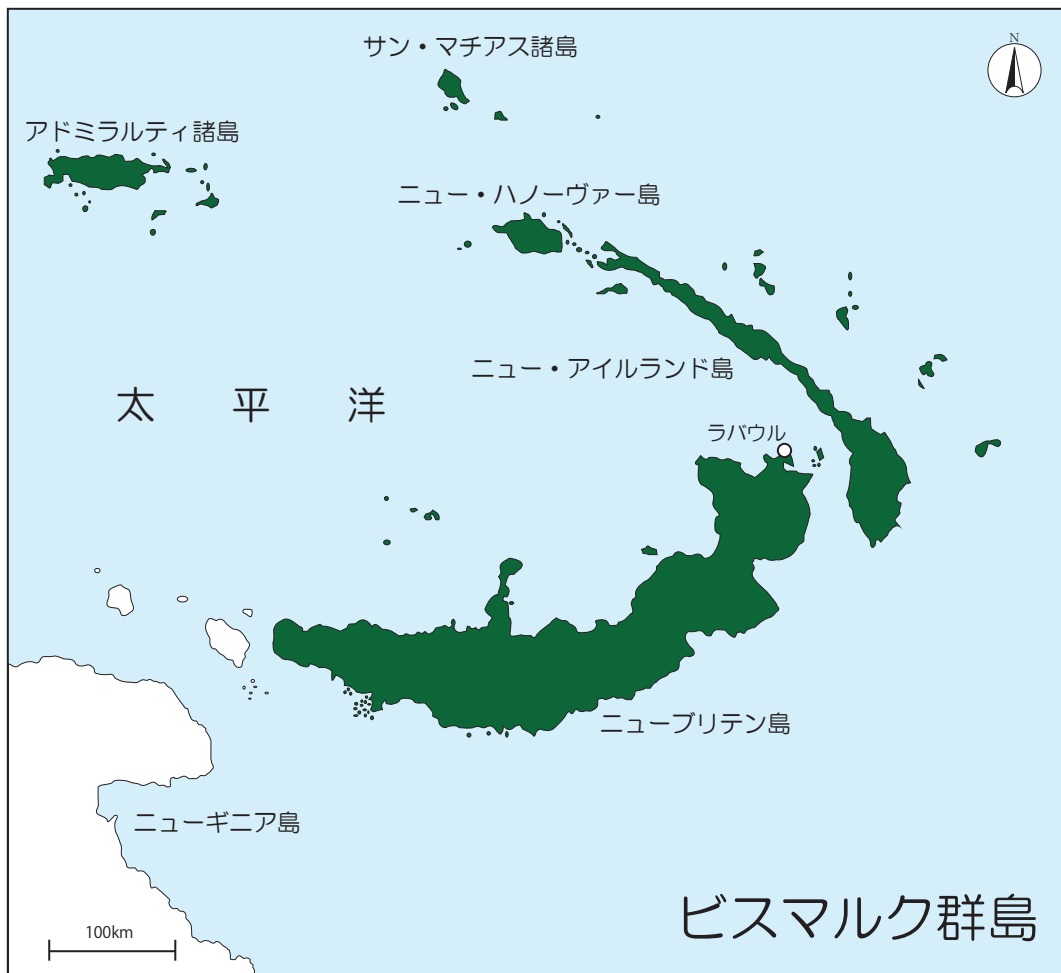 サン・マチアス諸島
N
アドミラルティ諸島
ニュー・ハノーヴァー島
ニュー・アイルランド島
太平洋
ラバウル
ニューブリテン島
ニューギニア島
ビスマルク群島
100km